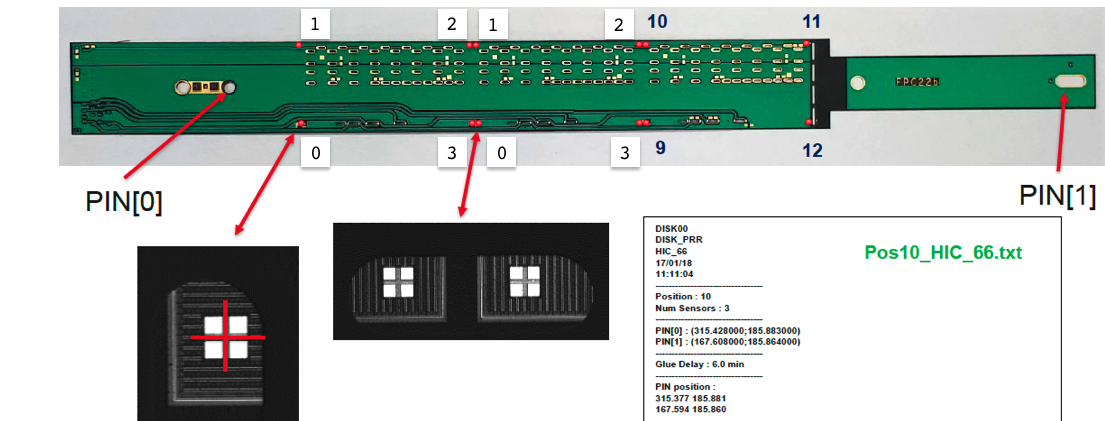 1 2 1 2 10 11
FPC22b
0 3 0 3 9 12
PIN[0]
PIN[1]
Pos10_HIC_66.txt
DISK00
DISK_PRR
HIC_66
17/01/18
11:11:04
------------------------------------
Position : 10
Num Sensors : 3
------------------------------------
PIN[0] : (315.428000;185.883000)
PIN[1] : (167.608000;185.864000)
------------------------------------
Glue Delay : 6.0 min
------------------------------------
PIN position :
315.377 185.881
167.594 185.860